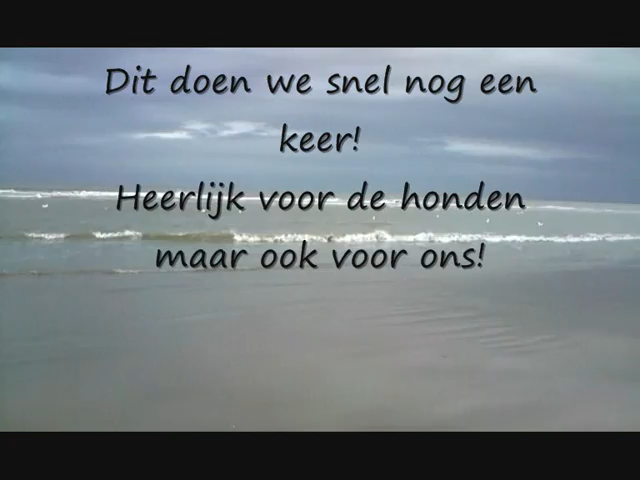 Dit doen we snel nog een
keer!
Heerlijk voor de honden
maar ook voor ons!